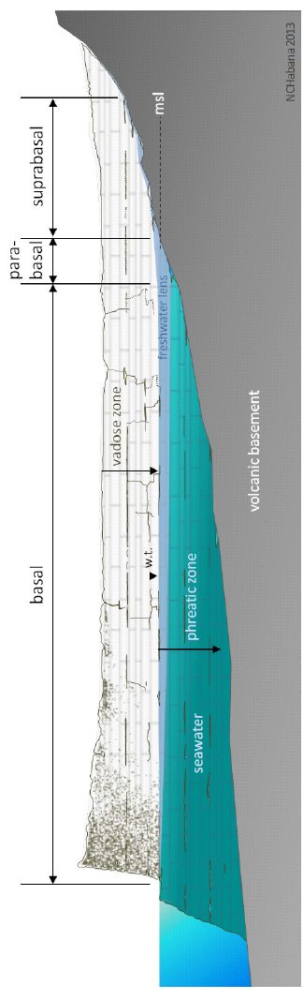 NCHabana 2013
msl
suprabasal
para-
basal
freshwater lens
vadose zone
volcanic basement
w.t.
basal
phreatic zone
seawater